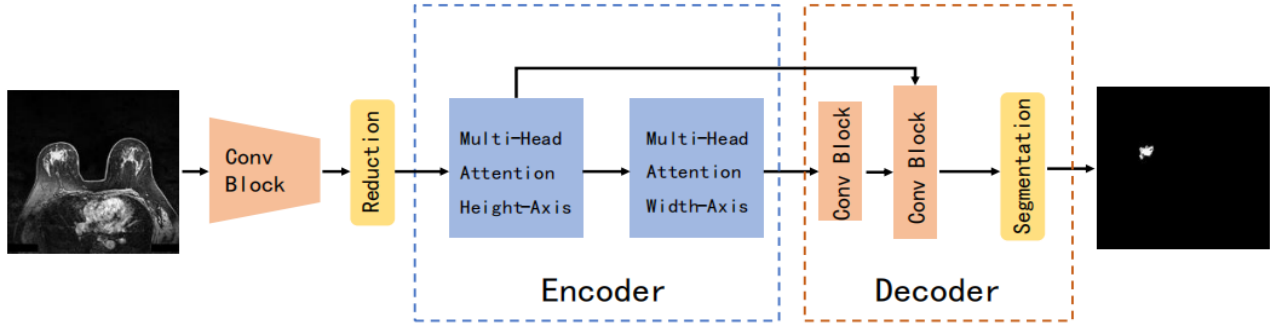 Conv
Block
Reduction
Multi-Head
Attention
Height-Axis
Multi-Head
Attention
Width-Axis
Conv Block
Conv Block
Segmentation
Encoder
Decoder